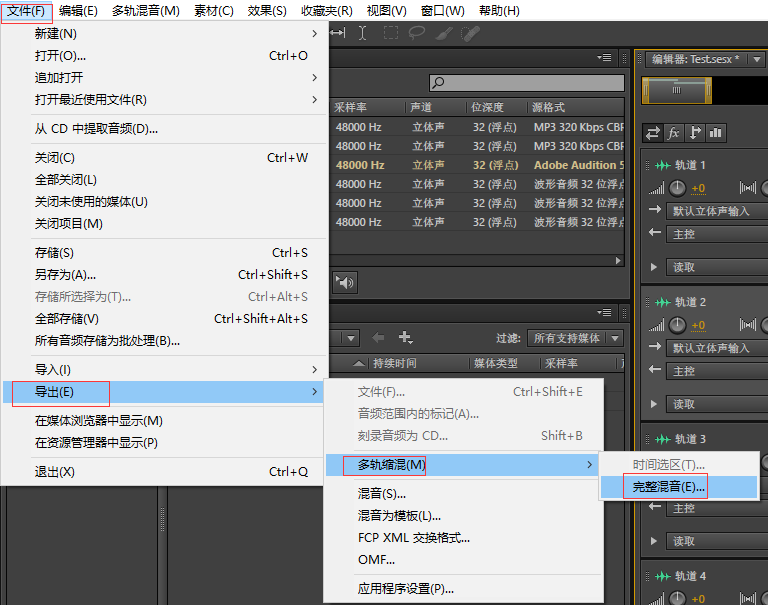 文件(F) 编辑(E) 多轨混音(M) 素材(C) 效果(S) 收藏夹(R) 视图(V) 窗口(W) 帮助(H)
新建(N)
打开(O)... Ctrl+O
追加打开
打开最近使用文件(R)
从 CD 中提取音频(D)...
关闭(C) Ctrl+W
全部关闭(L)
关闭未使用的媒体(U)
关闭项目(M)
存储(S) Ctrl+S
另存为(A)... Ctrl+Shift+S
存储所选择为(T)... Ctrl+Alt+S
全部存储(V) Ctrl+Shift+Alt+S
所有音频存储为批处理(B)...
导入(I)
导出(E)
在媒体浏览器中显示(M)
在资源管理器中显示(P)
退出(X) Ctrl+Q
文件(F)... Ctrl+Shift+E
音频范围内的标记(A)...
刻录音频为 CD... Shift+B
多轨缩混(M)
混音(S)...
混音为模板(L)...
FCP XML 交换格式...
OMF...
应用程序设置(P)...
时间选区(T)...
完整混音(E)...
采样率 声道 位深度 源格式
48000 Hz 立体声 32 (浮点) MP3 320 Kbps CBR
48000 Hz 立体声 32 (浮点) MP3 320 Kbps CBR
48000 Hz 立体声 32 (浮点) Adobe Audition 5
48000 Hz 立体声 32 (浮点) 波形音频 32 位浮点
48000 Hz 立体声 32 (浮点) 波形音频 32 位浮点
48000 Hz 立体声 32 (浮点) 波形音频 32 位浮点
过滤: 所有支持媒体
持续时间 媒体类型 采样率
编辑器: Test.sesx *
fx
轨道 1
+0
默认立体声输入
主控
读取
轨道 2
+0
默认立体声输入
主控
读取
轨道 3
主控
读取
轨道 4
+0